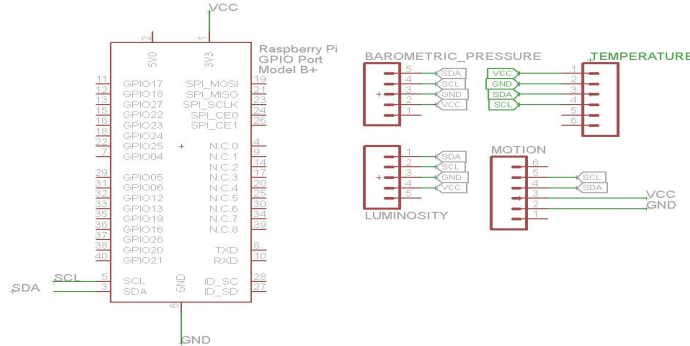 VCC
2
1
5V0
3V3
Raspberry Pi
GPIO Port
Model B+
11 GPIO17 SPI_MOSI 19
12 GPIO18 SPI_MISO 21
13 GPIO27 SPI_SCLK 23
15 GPIO22 SPI_CE0 24
16 GPIO23 SPI_CE1 26
18 GPIO24
22 GPIO25 N.C.0 4
7 GPIO04 N.C.1 9
N.C.2 14
29 GPIO05 N.C.3 17
31 GPIO06 N.C.4 20
32 GPIO12 N.C.5 25
33 GPIO13 N.C.6 30
35 GPIO19 N.C.7 34
36 GPIO16 N.C.8 39
37 GPIO26
38 GPIO20 TXD 8
40 GPIO21 RXD 10
SCL 5 SCL ID_SC 28
SDA 3 SDA ID_SD 27
GND
6
GND
BAROMETRIC_PRESSURE
5 SDA
4 SCL
3 GND
2 VCC
1
TEMPERATURE
VCC 1
GND 2
SDA 3
SCL 4
5
6
1 SDA
2 SCL
3 GND
4 VCC
5
LUMINOSITY
MOTION
6
5 SCL
4 SDA
3 VCC
2 GND
1